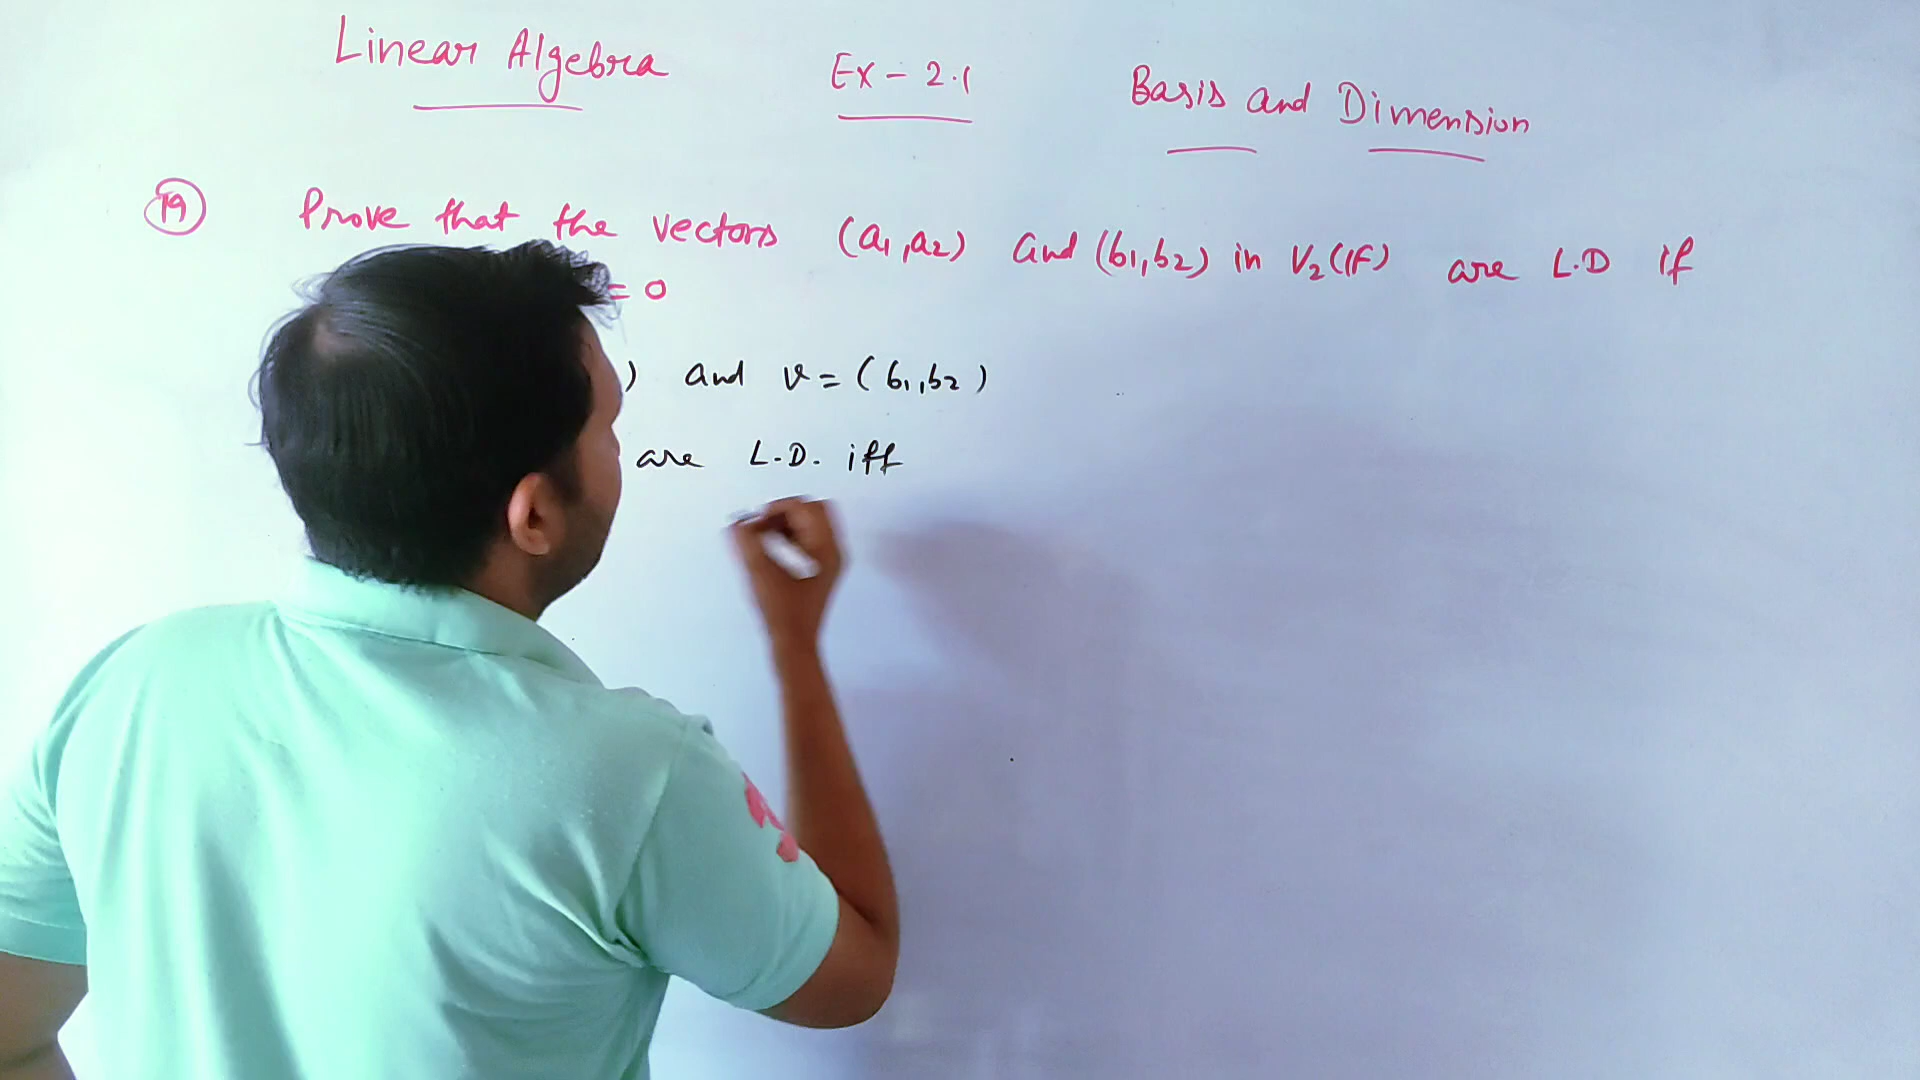 Linear Algebra Ex - 2.1 Basis and Dimension
19 Prove that the vectors (a1,a2) and (b1,b2) in V2(F) are L.D if
= 0
) and v = (b1,b2)
are L.D. iff